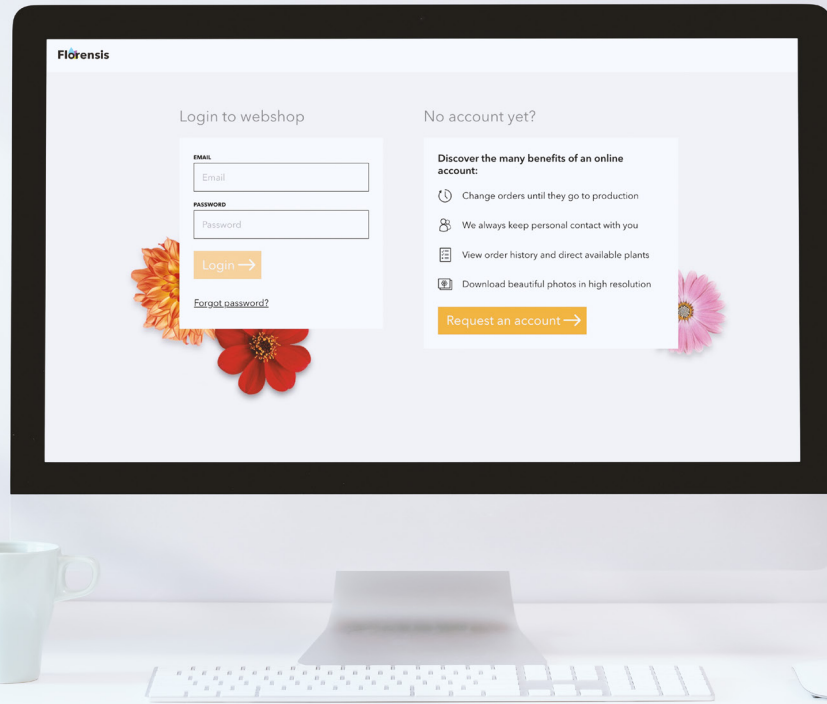 Florensis
Login to webshop
EMAIL
Email
PASSWORD
Password
Login →
Forgot password?
No account yet?
Discover the many benefits of an online
account:
Change orders until they go to production
We always keep personal contact with you
View order history and direct available plants
Download beautiful photos in high resolution
Request an account →